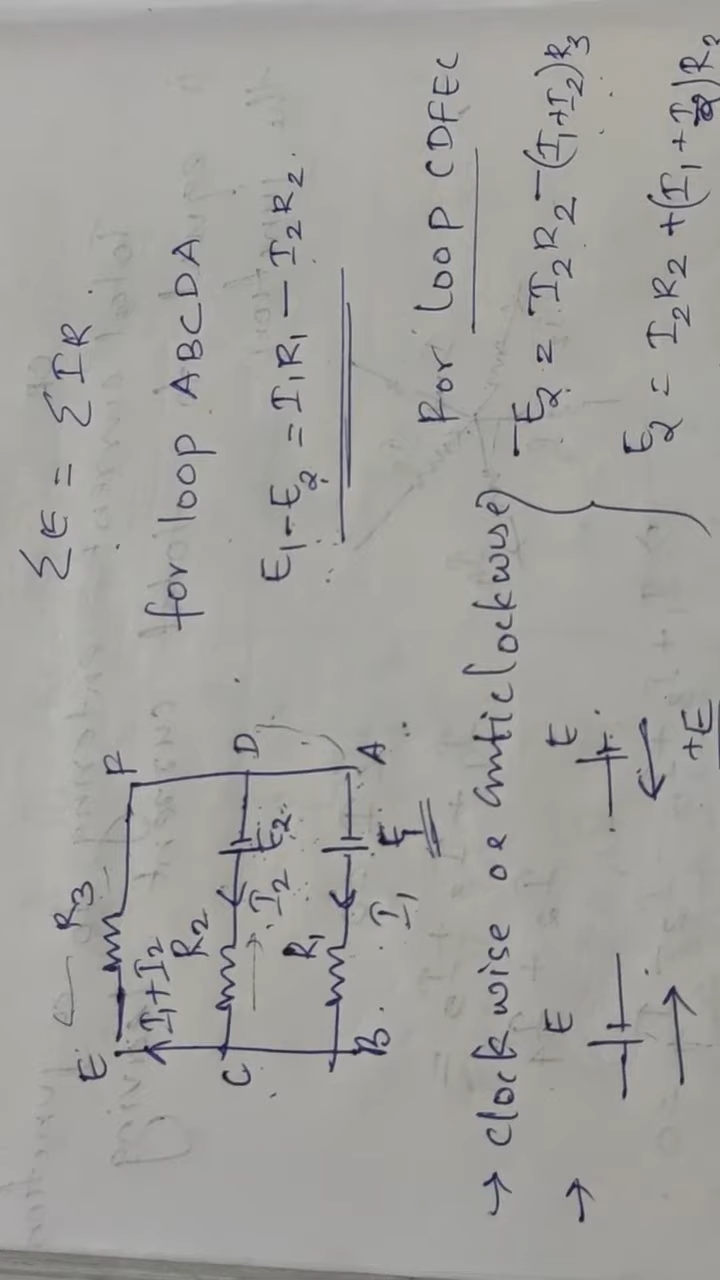 ΣE = ΣIR.
for loop ABCDA
E₁-E₂ = I₁R₁ - I₂R₂.
For loop CDFEC
-E₂ = I₂R₂ -(I₁+I₂)R₃
E₂ = I₂R₂ +(I₁+I₂)R₃
E
R₃
F
I₁+I₂
R₂
C
I₂
E₂
D
R₁
B
I₁
E₁
A
→ clockwise or anticlockwise
→
E
E
+E